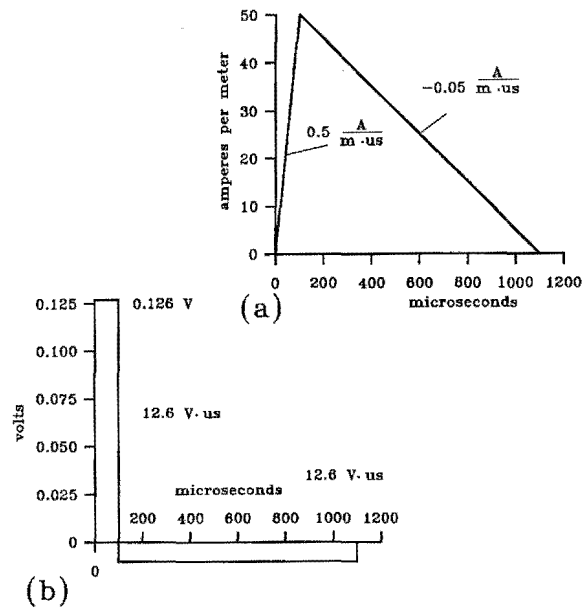 50
40
30
20
10
0
amperes per meter
0.5 A/m·us
-0.05 A/m·us
0 200 400 600 800 1000 1200
microseconds
(a)
0.125
0.100
0.075
0.050
0.025
0
volts
0.126 V
12.6 V·us
12.6 V·us
microseconds
200 400 600 800 1000 1200
0
(b)